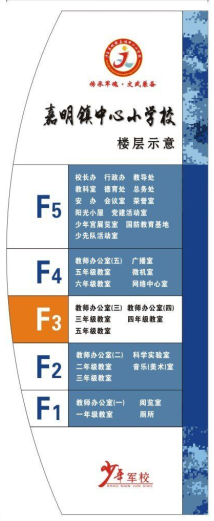 传承军魂·文武兼备
嘉明镇中心小学校
楼层示意
F5
校长办 行政办 教导处
教科室 德育处 总务处
安 办 会议室 荣誉室
阳光小屋 党建活动室
少年宫展览室 国防教育基地
少先队活动室
F4
教师办公室(五) 广播室
五年级教室 微机室
六年级教室 网络中心室
F3
教师办公室(三) 教师办公室(四)
三年级教室 四年级教室
五年级教室
F2
教师办公室(二) 科学实验室
二年级教室 音乐(美术)室
三年级教室
F1
教师办公室(一) 阅览室
一年级教室 厕所
少年军校